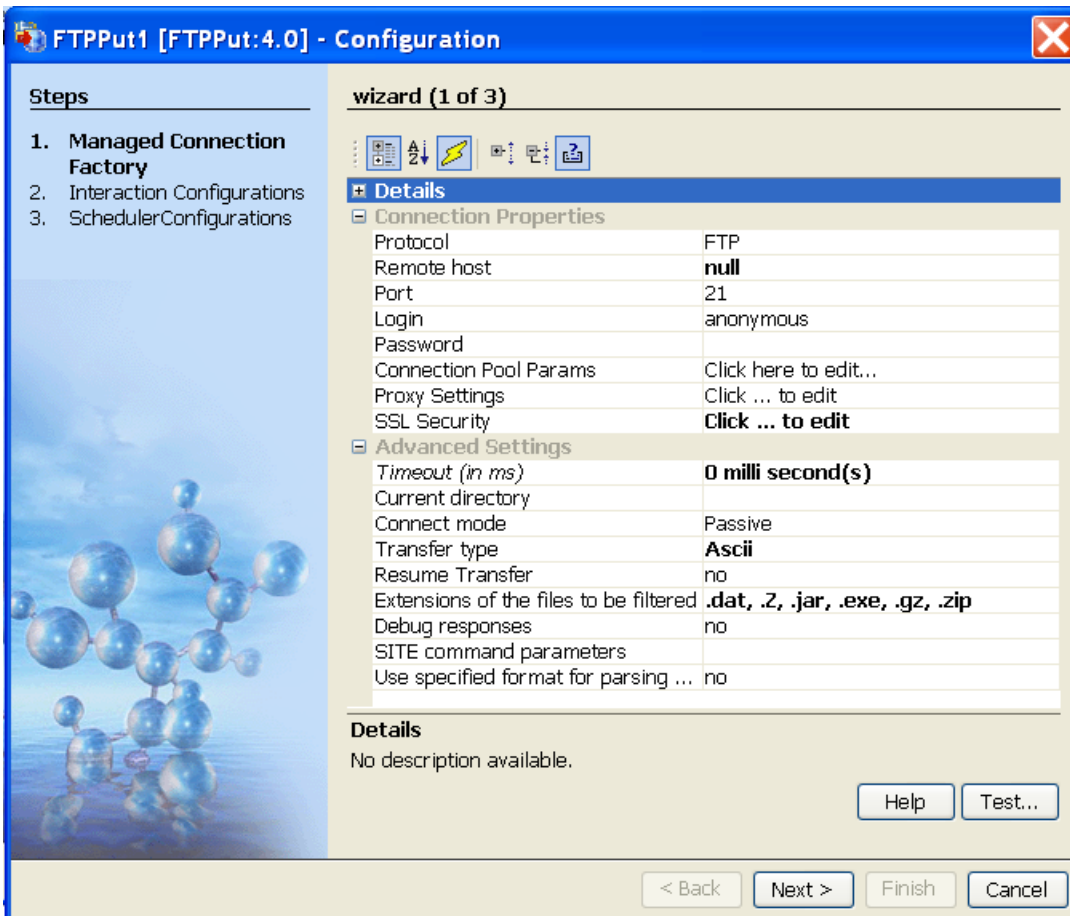 FTPPut1 [FTPPut:4.0] - Configuration
Steps
1. Managed Connection
Factory
2. Interaction Configurations
3. SchedulerConfigurations
wizard (1 of 3)
Details
Connection Properties
Protocol FTP
Remote host null
Port 21
Login anonymous
Password
Connection Pool Params Click here to edit...
Proxy Settings Click ... to edit
SSL Security Click ... to edit
Advanced Settings
Timeout (in ms) 0 milli second(s)
Current directory
Connect mode Passive
Transfer type Ascii
Resume Transfer no
Extensions of the files to be filtered .dat, .Z, .jar, .exe, .gz, .zip
Debug responses no
SITE command parameters
Use specified format for parsing ... no
Details
No description available.
Help Test...
< Back Next > Finish Cancel